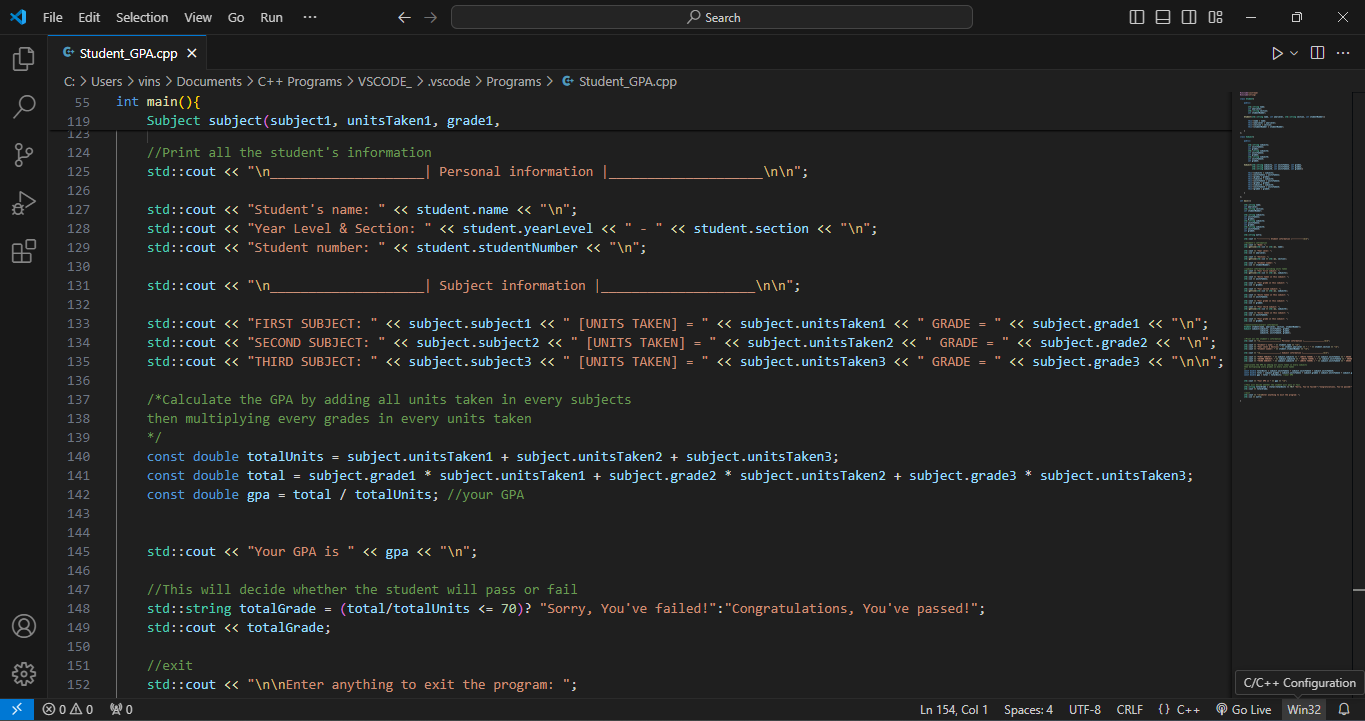 File Edit Selection View Go Run ··· Search
Student_GPA.cpp
C: > Users > vins > Documents > C++ Programs > VSCODE_ > .vscode > Programs > Student_GPA.cpp
55 int main(){
119 Subject subject(subject1, unitsTaken1, grade1,
123
124 //Print all the student's information
125 std::cout << "\n____________________| Personal information |____________________\n\n";
126
127 std::cout << "Student's name: " << student.name << "\n";
128 std::cout << "Year Level & Section: " << student.yearLevel << " - " << student.section << "\n";
129 std::cout << "Student number: " << student.studentNumber << "\n";
130
131 std::cout << "\n____________________| Subject information |____________________\n\n";
132
133 std::cout << "FIRST SUBJECT: " << subject.subject1 << " [UNITS TAKEN] = " << subject.unitsTaken1 << " GRADE = " << subject.grade1 << "\n";
134 std::cout << "SECOND SUBJECT: " << subject.subject2 << " [UNITS TAKEN] = " << subject.unitsTaken2 << " GRADE = " << subject.grade2 << "\n";
135 std::cout << "THIRD SUBJECT: " << subject.subject3 << " [UNITS TAKEN] = " << subject.unitsTaken3 << " GRADE = " << subject.grade3 << "\n\n";
136
137 /*Calculate the GPA by adding all units taken in every subjects
138 then multiplying every grades in every units taken
139 */
140 const double totalUnits = subject.unitsTaken1 + subject.unitsTaken2 + subject.unitsTaken3;
141 const double total = subject.grade1 * subject.unitsTaken1 + subject.grade2 * subject.unitsTaken2 + subject.grade3 * subject.unitsTaken3;
142 const double gpa = total / totalUnits; //your GPA
143
144
145 std::cout << "Your GPA is " << gpa << "\n";
146
147 //This will decide whether the student will pass or fail
148 std::string totalGrade = (total/totalUnits <= 70)? "Sorry, You've failed!":"Congratulations, You've passed!";
149 std::cout << totalGrade;
150
151 //exit
152 std::cout << "\n\nEnter anything to exit the program: ";
C/C++ Configuration
0 0 0 Ln 154, Col 1 Spaces: 4 UTF-8 CRLF {} C++ Go Live Win32